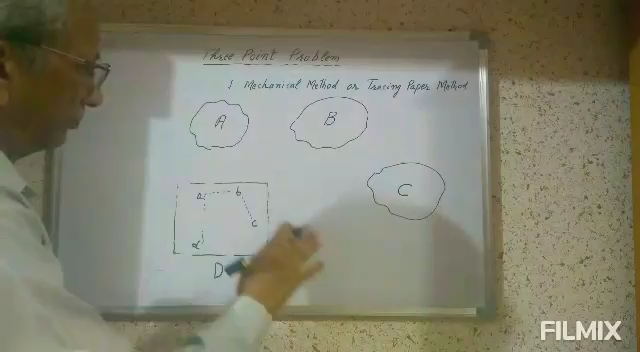 Three Point Problem
1 Mechanical Method or Tracing Paper Method
A
B
C
a b
c
d
D
FILMIX